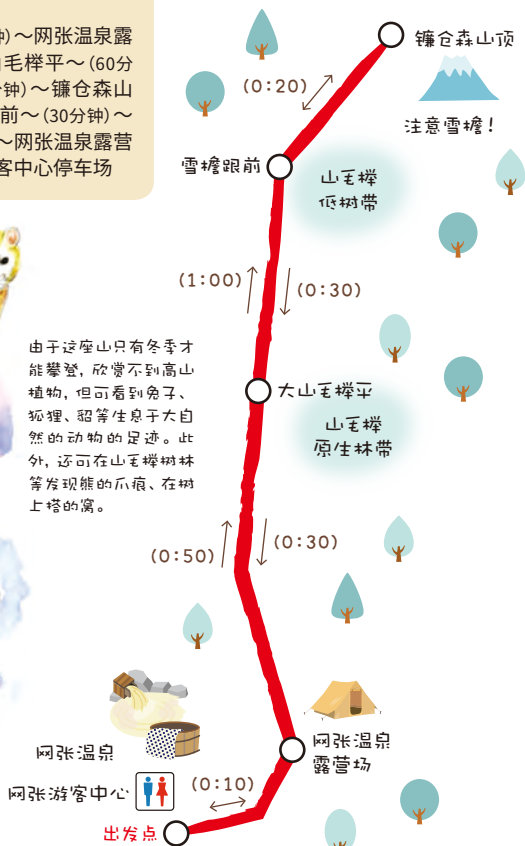 钟)～网张温泉露
山毛榉平～(60分
钟)～镰仓森山
前～(30分钟)～
～网张温泉露营
客中心停车场
镰仓森山顶
(0:20)
注意雪檐！
雪檐跟前
山毛榉
低树带
(1:00)
(0:30)
由于这座山只有冬季才
能攀登，欣赏不到高山
植物，但可看到兔子、
狐狸、貂等生息于大自
然的动物的足迹。此
外，还可在山毛榉树林
等发现熊的爪痕、在树
上搭的窝。
大山毛榉平
山毛榉
原生林带
(0:50)
(0:30)
网张温泉
网张温泉
露营场
网张游客中心
(0:10)
出发点